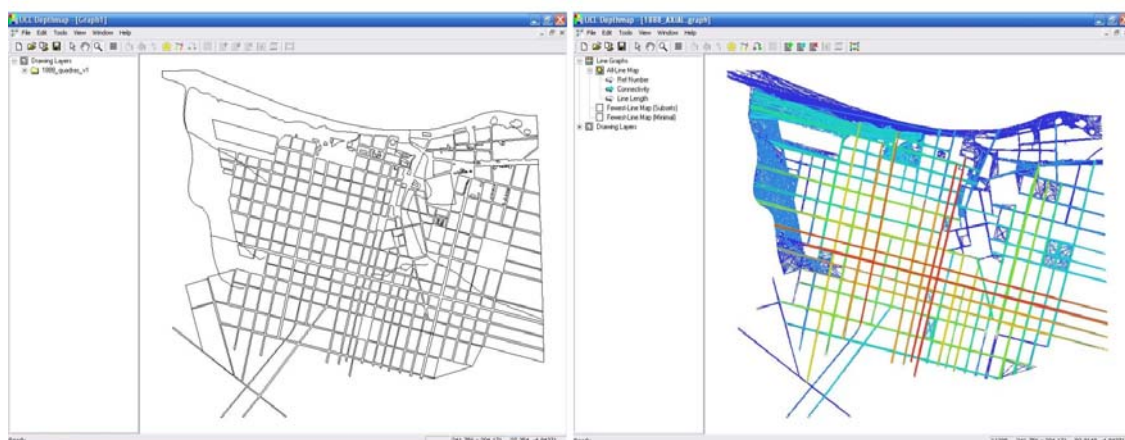 UCL Depthmap - [Graph1]
File Edit Tools View Window Help
Drawing Layers
1888_quadras_v1
UCL Depthmap - [1888_AXIAL.graph]
File Edit Tools View Window Help
Line Graphs
All-Line Map
Ref Number
Connectivity
Line Length
Fewest-Line Map (Subsets)
Fewest-Line Map (Minimal)
Drawing Layers